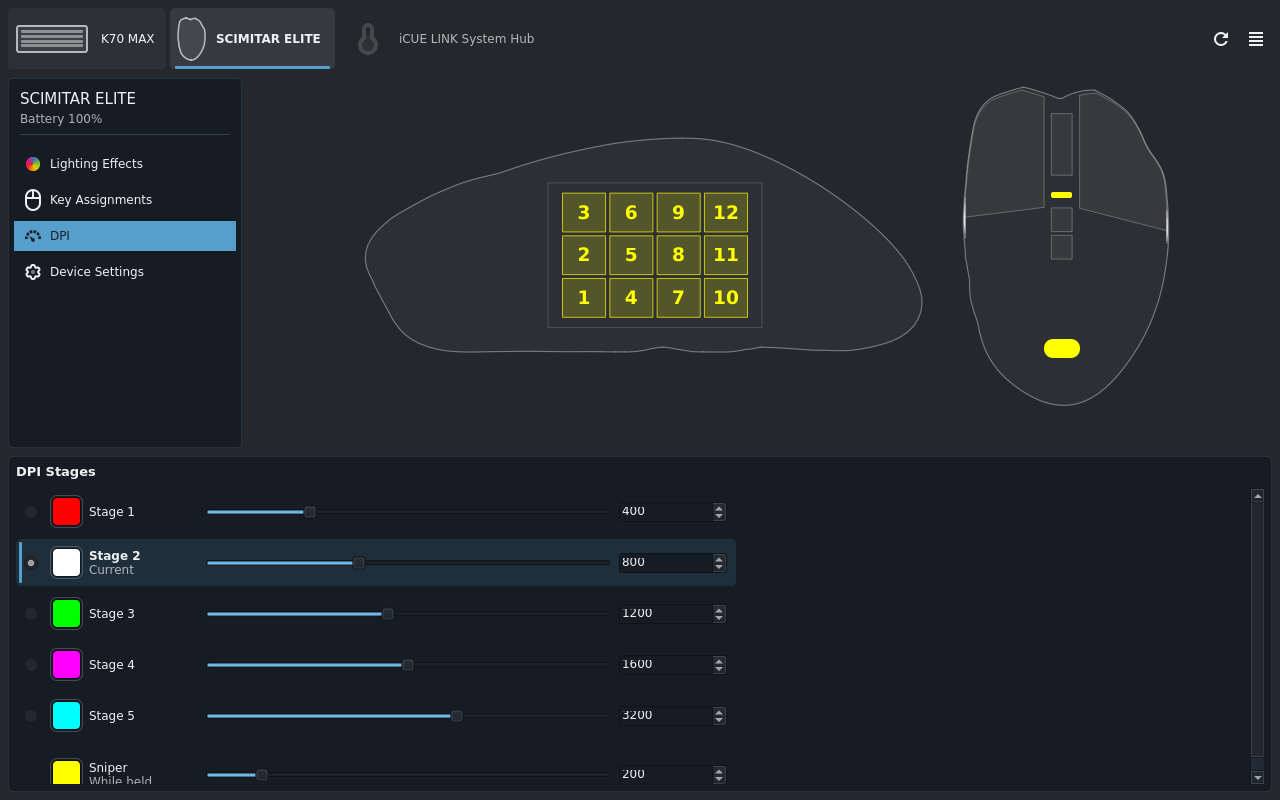 K70 MAX
SCIMITAR ELITE
iCUE LINK System Hub
SCIMITAR ELITE
Battery 100%
Lighting Effects
Key Assignments
DPI
Device Settings
3 6 9 12
2 5 8 11
1 4 7 10
DPI Stages
Stage 1 400
Stage 2 800
Current
Stage 3 1200
Stage 4 1600
Stage 5 3200
Sniper 200
While held